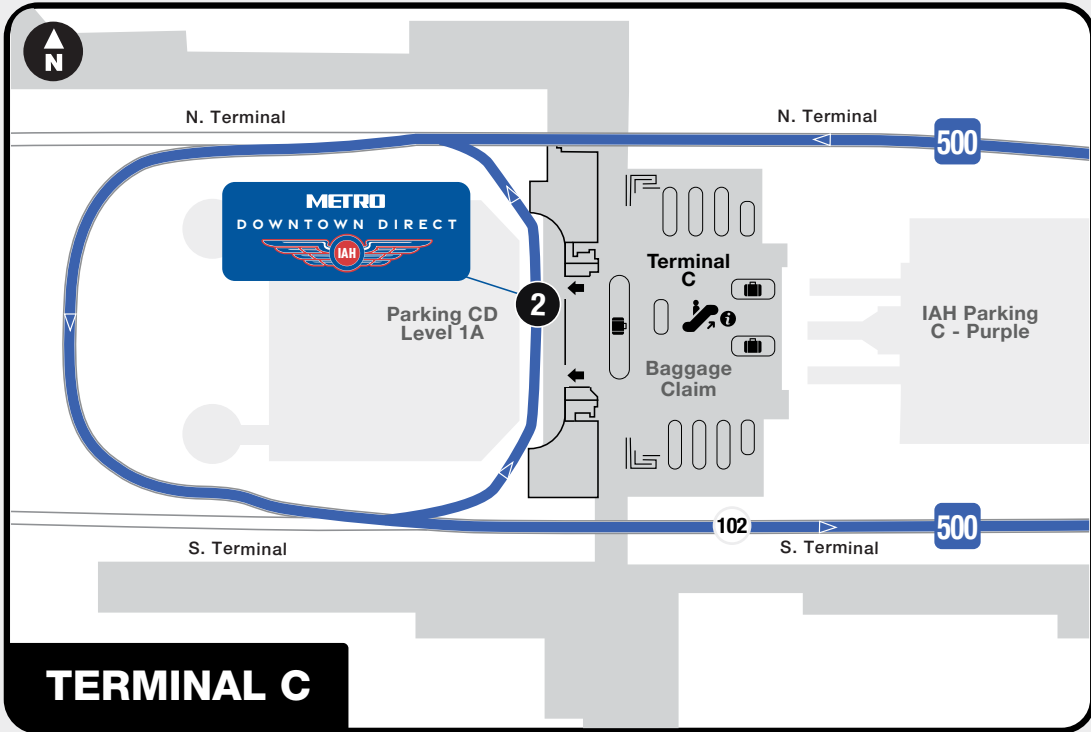 N
N. Terminal
N. Terminal
500
METRO
DOWNTOWN DIRECT
IAH
2
Parking CD
Level 1A
Terminal
C
i
Baggage
Claim
IAH Parking
C - Purple
102
500
S. Terminal
S. Terminal
TERMINAL C